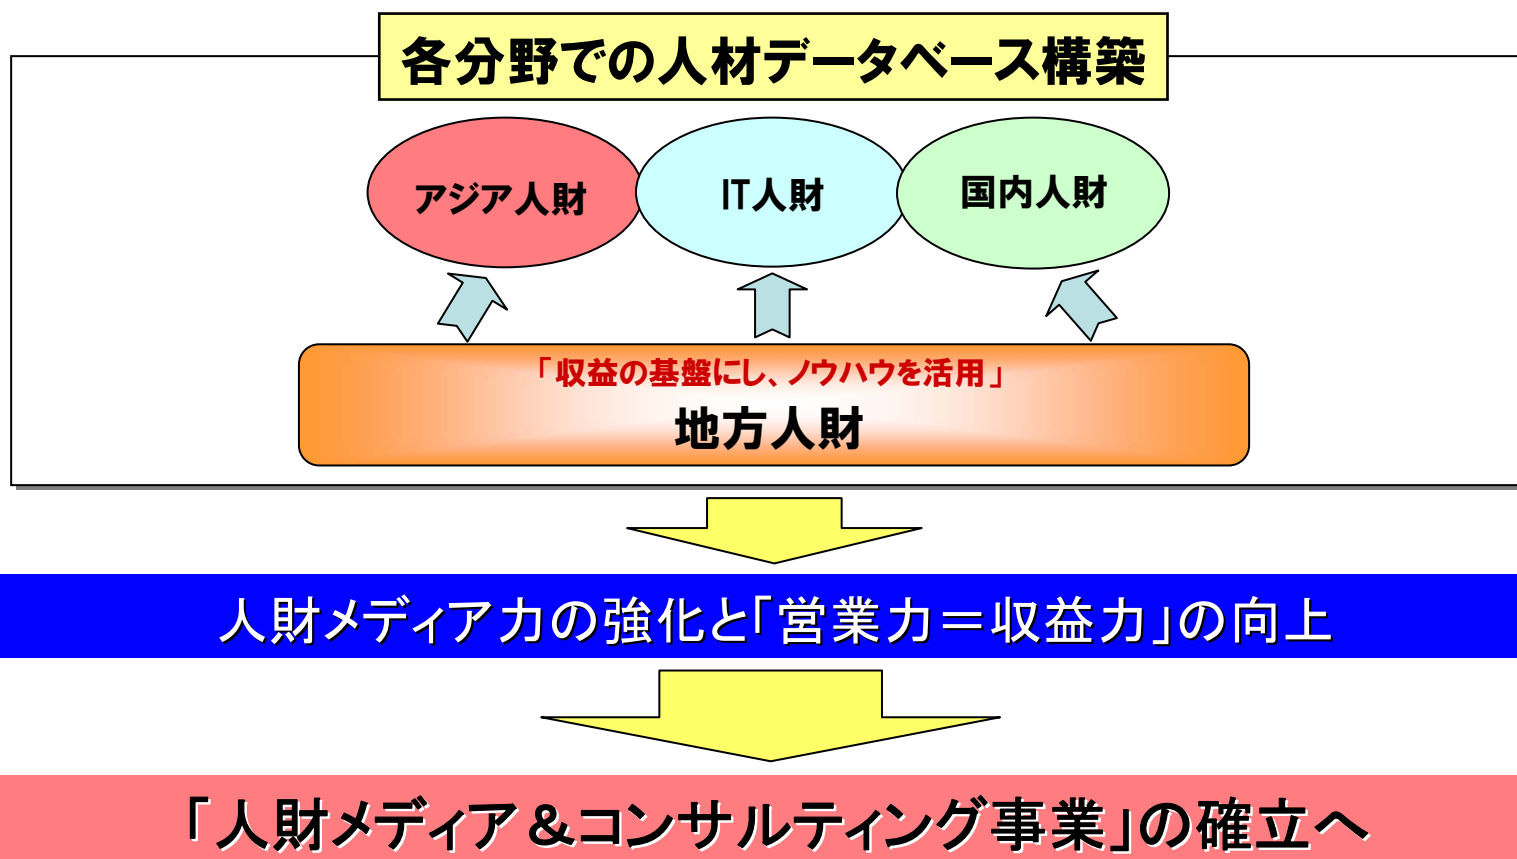 各分野での人材データベース構築
アジア人財
IT人財
国内人財
「収益の基盤にし、ノウハウを活用」
地方人財
人財メディア力の強化と「営業力＝収益力」の向上
「人財メディア＆コンサルティング事業」の確立へ